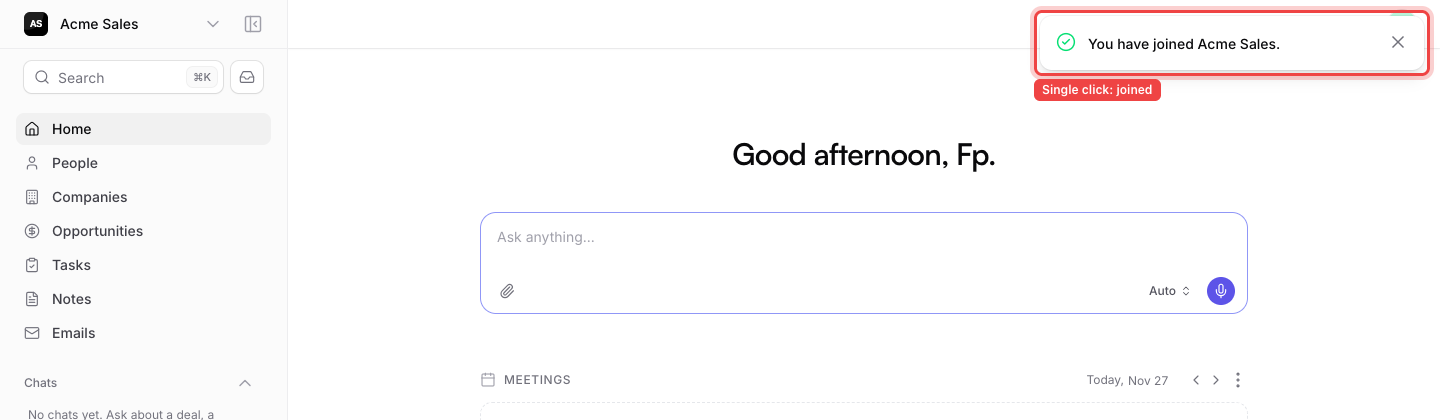 AS Acme Sales
You have joined Acme Sales.
Single click: joined
Search ⌘K
Home
People
Companies
Opportunities
Tasks
Notes
Emails
Chats
No chats yet. Ask about a deal, a
Good afternoon, Fp.
Ask anything...
Auto
MEETINGS Today, Nov 27